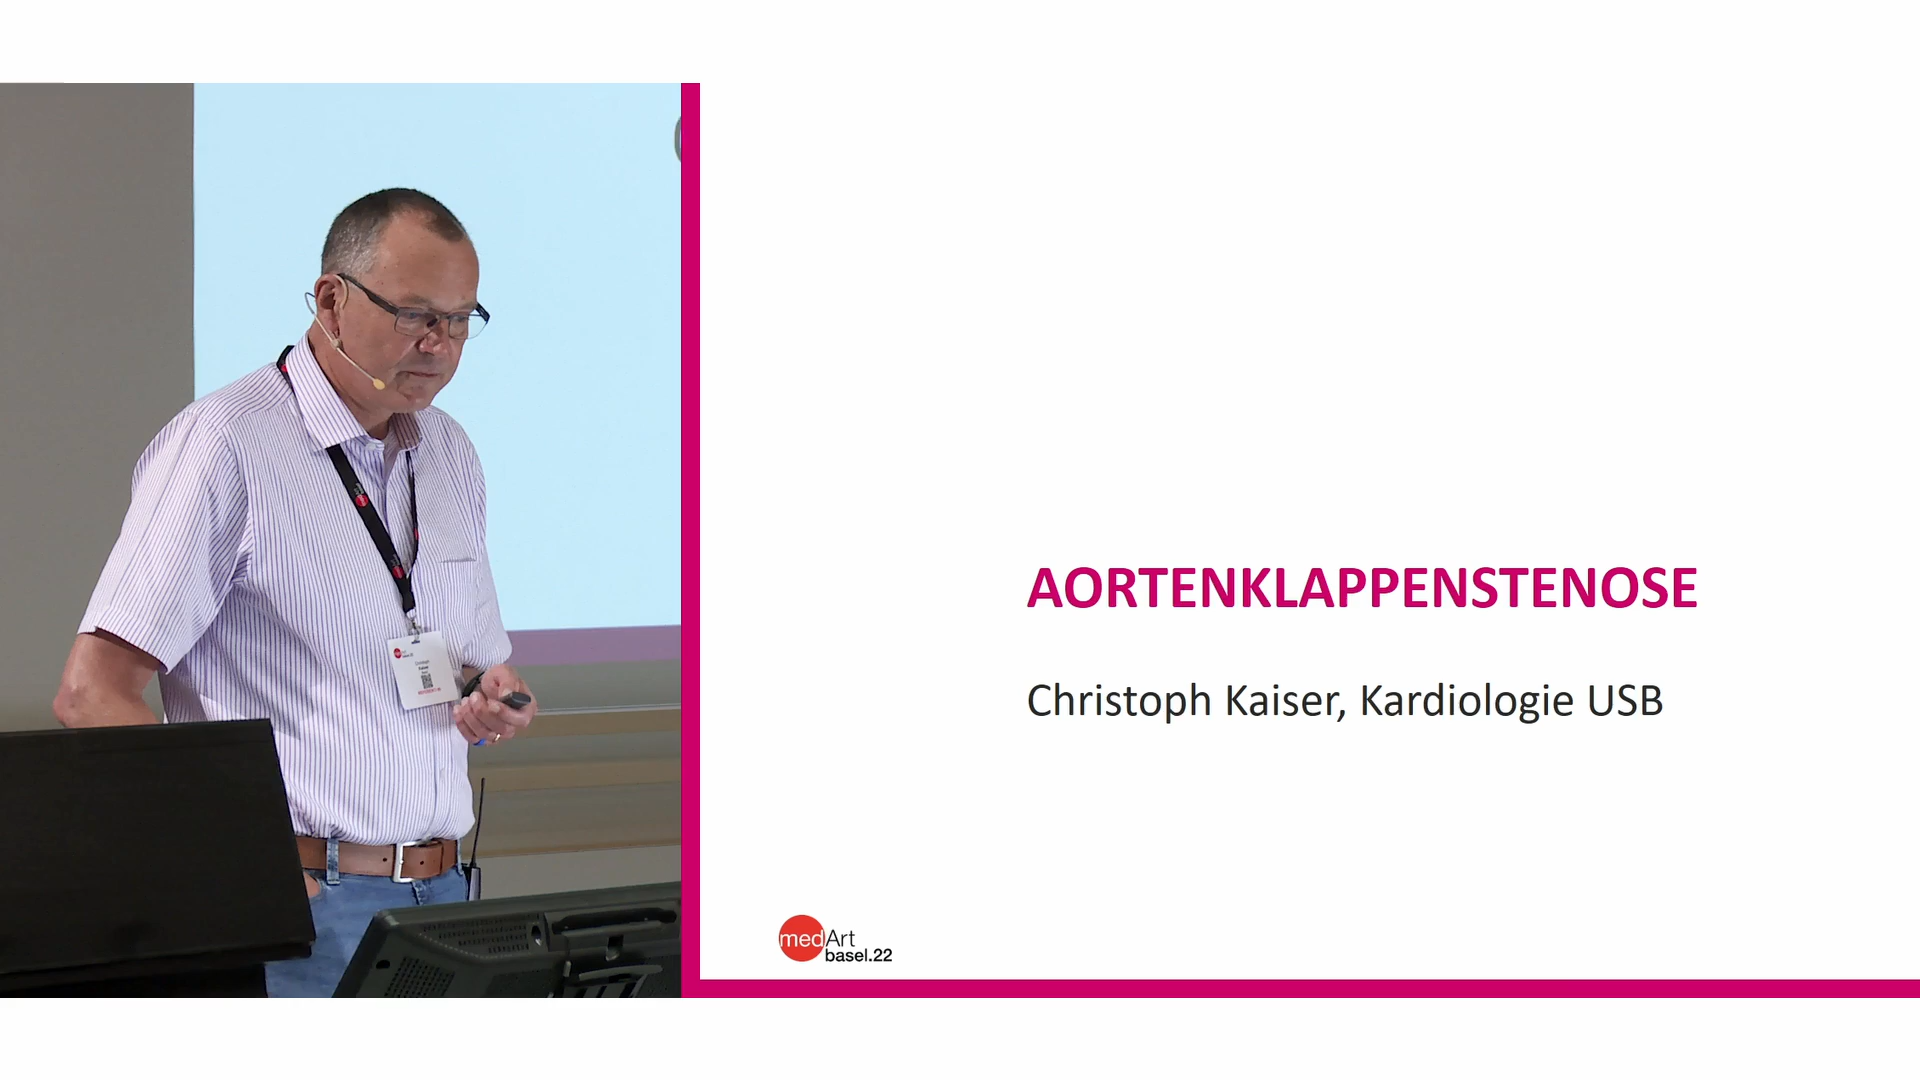 AORTENKLAPPENSTENOSE
Christoph Kaiser, Kardiologie USB
medArt
basel.22